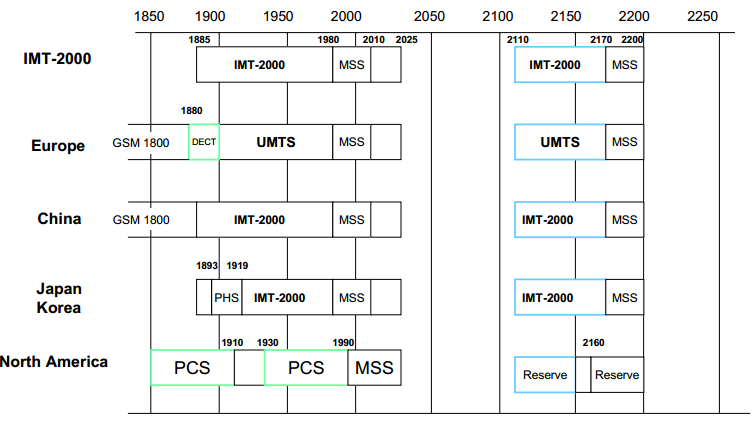 1850 1900 1950 2000 2050 2100 2150 2200 2250
1885 1980 2010 2025 2110 2170 2200
IMT-2000 IMT-2000 MSS IMT-2000 MSS
1880
Europe GSM 1800 DECT UMTS MSS UMTS MSS
China GSM 1800 IMT-2000 MSS IMT-2000 MSS
1893 1919
Japan
Korea PHS IMT-2000 MSS IMT-2000 MSS
1910 1930 1990 2160
North America PCS PCS MSS Reserve Reserve